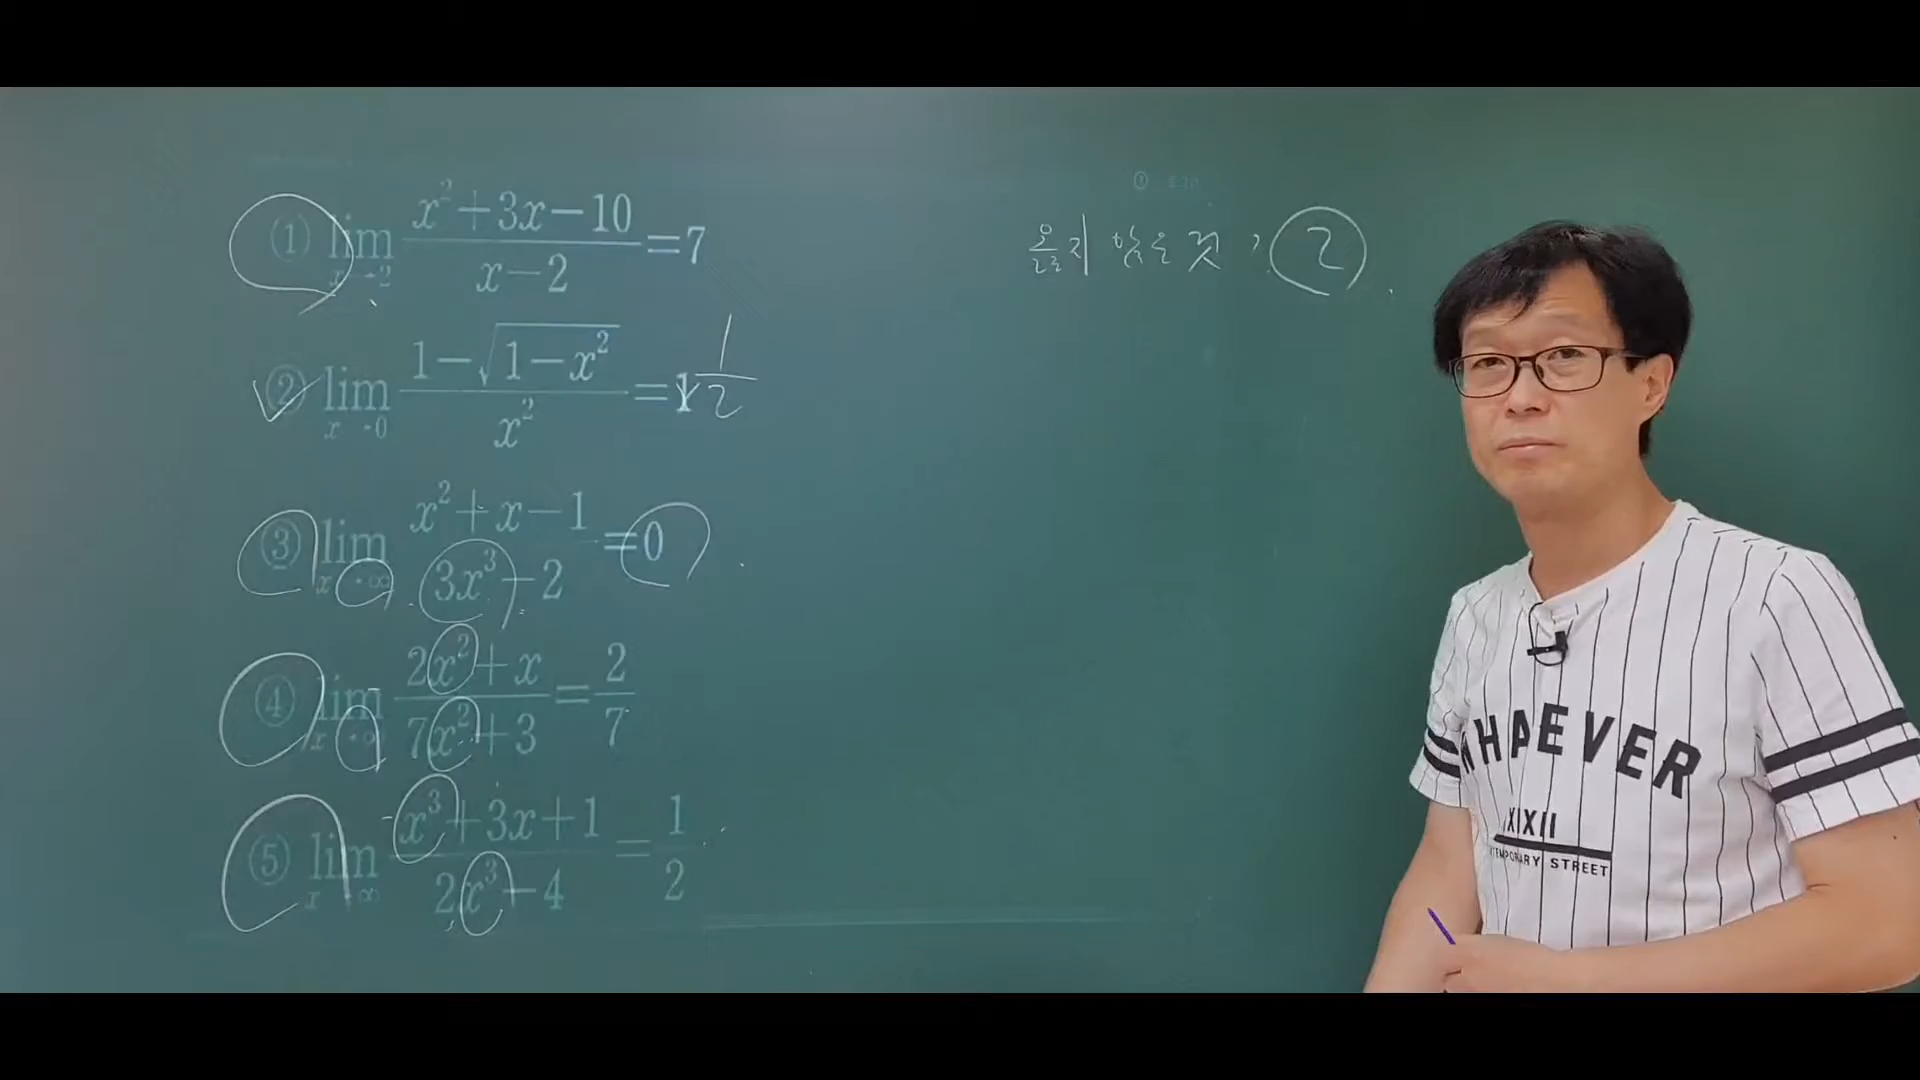 ① lim x→2 (x²+3x−10)/(x−2) = 7
② lim x→0 (1−√(1−x²))/x² = 1 1/2
③ lim x→∞ (x²+x−1)/(3x³−2) = 0
④ lim x→∞ (2x²+x)/(7x²+3) = 2/7
⑤ lim x→∞ (x³+3x+1)/(2x³−4) = 1/2
옳지 않은 것 2
WHAEVER
XIXII
STREET